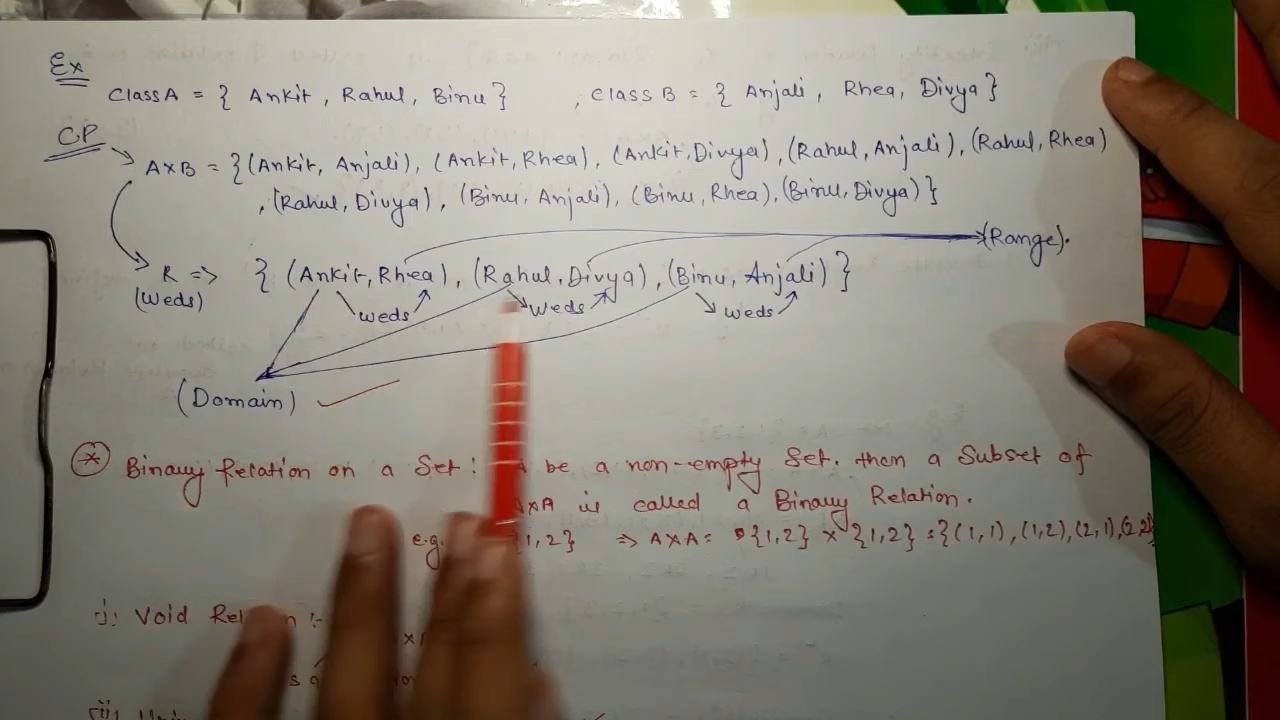 Ex
Class A = { Ankit, Rahul, Binu } , Class B = { Anjali, Rhea, Divya }
CP
A×B = {(Ankit, Anjali), (Ankit, Rhea), (Ankit, Divya), (Rahul, Anjali), (Rahul, Rhea)
, (Rahul, Divya), (Binu, Anjali), (Binu, Rhea), (Binu, Divya) }
(Range).
R => { (Ankit, Rhea), (Rahul, Divya), (Binu, Anjali) }
(Weds) Weds Weds Weds
(Domain)
* Binary Relation on a Set: A be a non-empty Set. then a Subset of
A×A is called a Binary Relation.
e.g. {1,2} => A×A = {1,2} × {1,2} = {(1,1), (1,2), (2,1), (2,2)}
i: Void Rel n :-